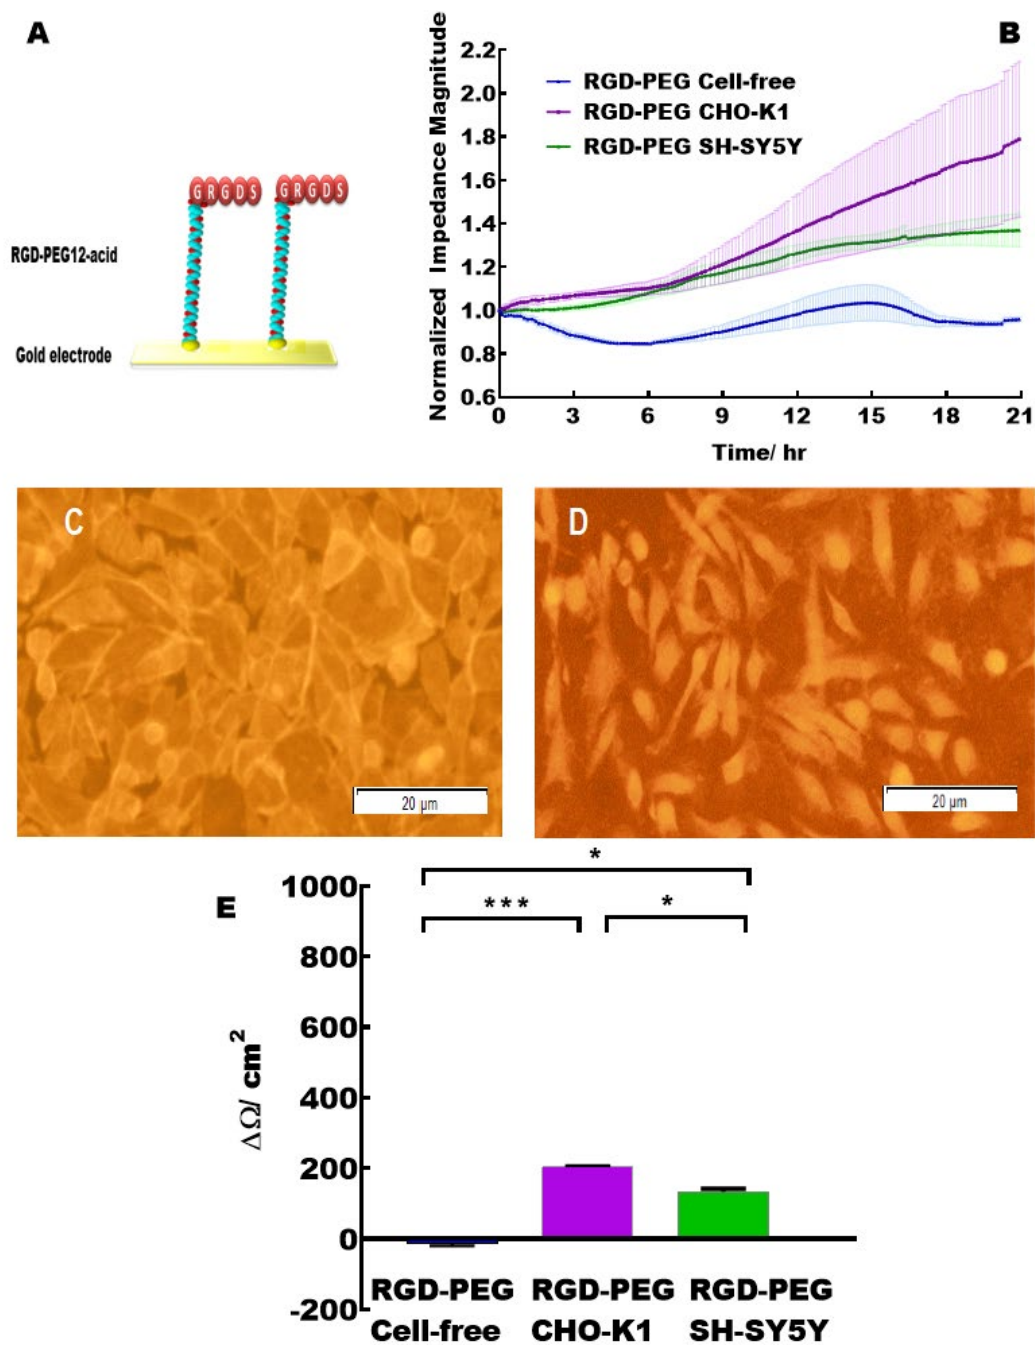 A
GRGDS GRGDS
RGD-PEG12-acid
Gold electrode
B
Normalized Impedance Magnitude
2.2
2.0
1.8
1.6
1.4
1.2
1.0
0.8
0.6
RGD-PEG Cell-free
RGD-PEG CHO-K1
RGD-PEG SH-SY5Y
0 3 6 9 12 15 18 21
Time/ hr
C
20 µm
D
20 µm
E
*
*** *
ΔΩ/ cm²
1000
800
600
400
200
0
-200
RGD-PEG RGD-PEG RGD-PEG
Cell-free CHO-K1 SH-SY5Y